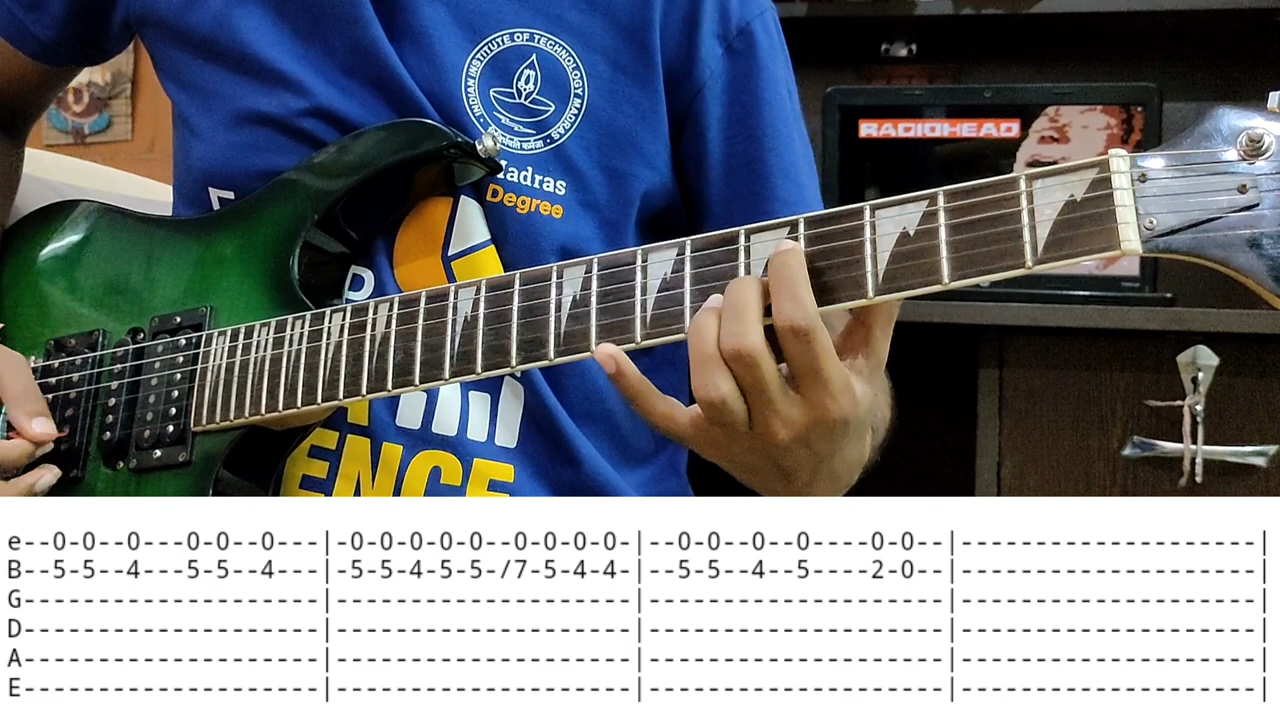 INDIAN INSTITUTE OF TECHNOLOGY MADRAS
Madras
Degree
RADIOHEAD
ENCE
e--0-0--0---0-0--0---|-0-0-0-0-0--0-0-0-0-|--0-0--0--0----0-0--|--------------------|
B--5-5--4---5-5--4---|-5-5-4-5-5-/7-5-4-4-|--5-5--4--5----2-0--|--------------------|
G--------------------|--------------------|--------------------|--------------------|
D--------------------|--------------------|--------------------|--------------------|
A--------------------|--------------------|--------------------|--------------------|
E--------------------|--------------------|--------------------|--------------------|